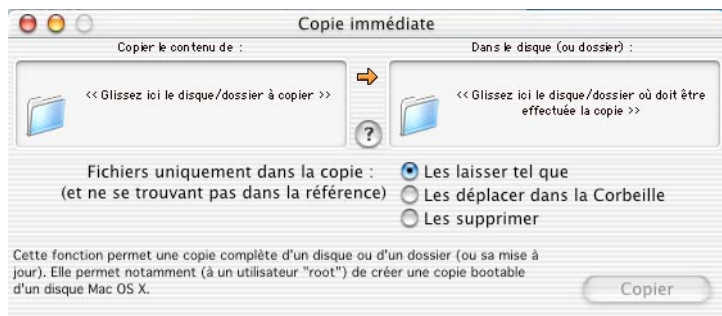 Copie immédiate
Copier le contenu de :
Dans le disque (ou dossier) :
<< Glissez ici le disque/dossier à copier >>
<< Glissez ici le disque/dossier où doit être
effectuée la copie >>
?
Fichiers uniquement dans la copie :
(et ne se trouvant pas dans la référence)
Les laisser tel que
Les déplacer dans la Corbeille
Les supprimer
Cette fonction permet une copie complète d'un disque ou d'un dossier (ou sa mise à
jour). Elle permet notamment (à un utilisateur "root") de créer une copie bootable
d'un disque Mac OS X.
Copier